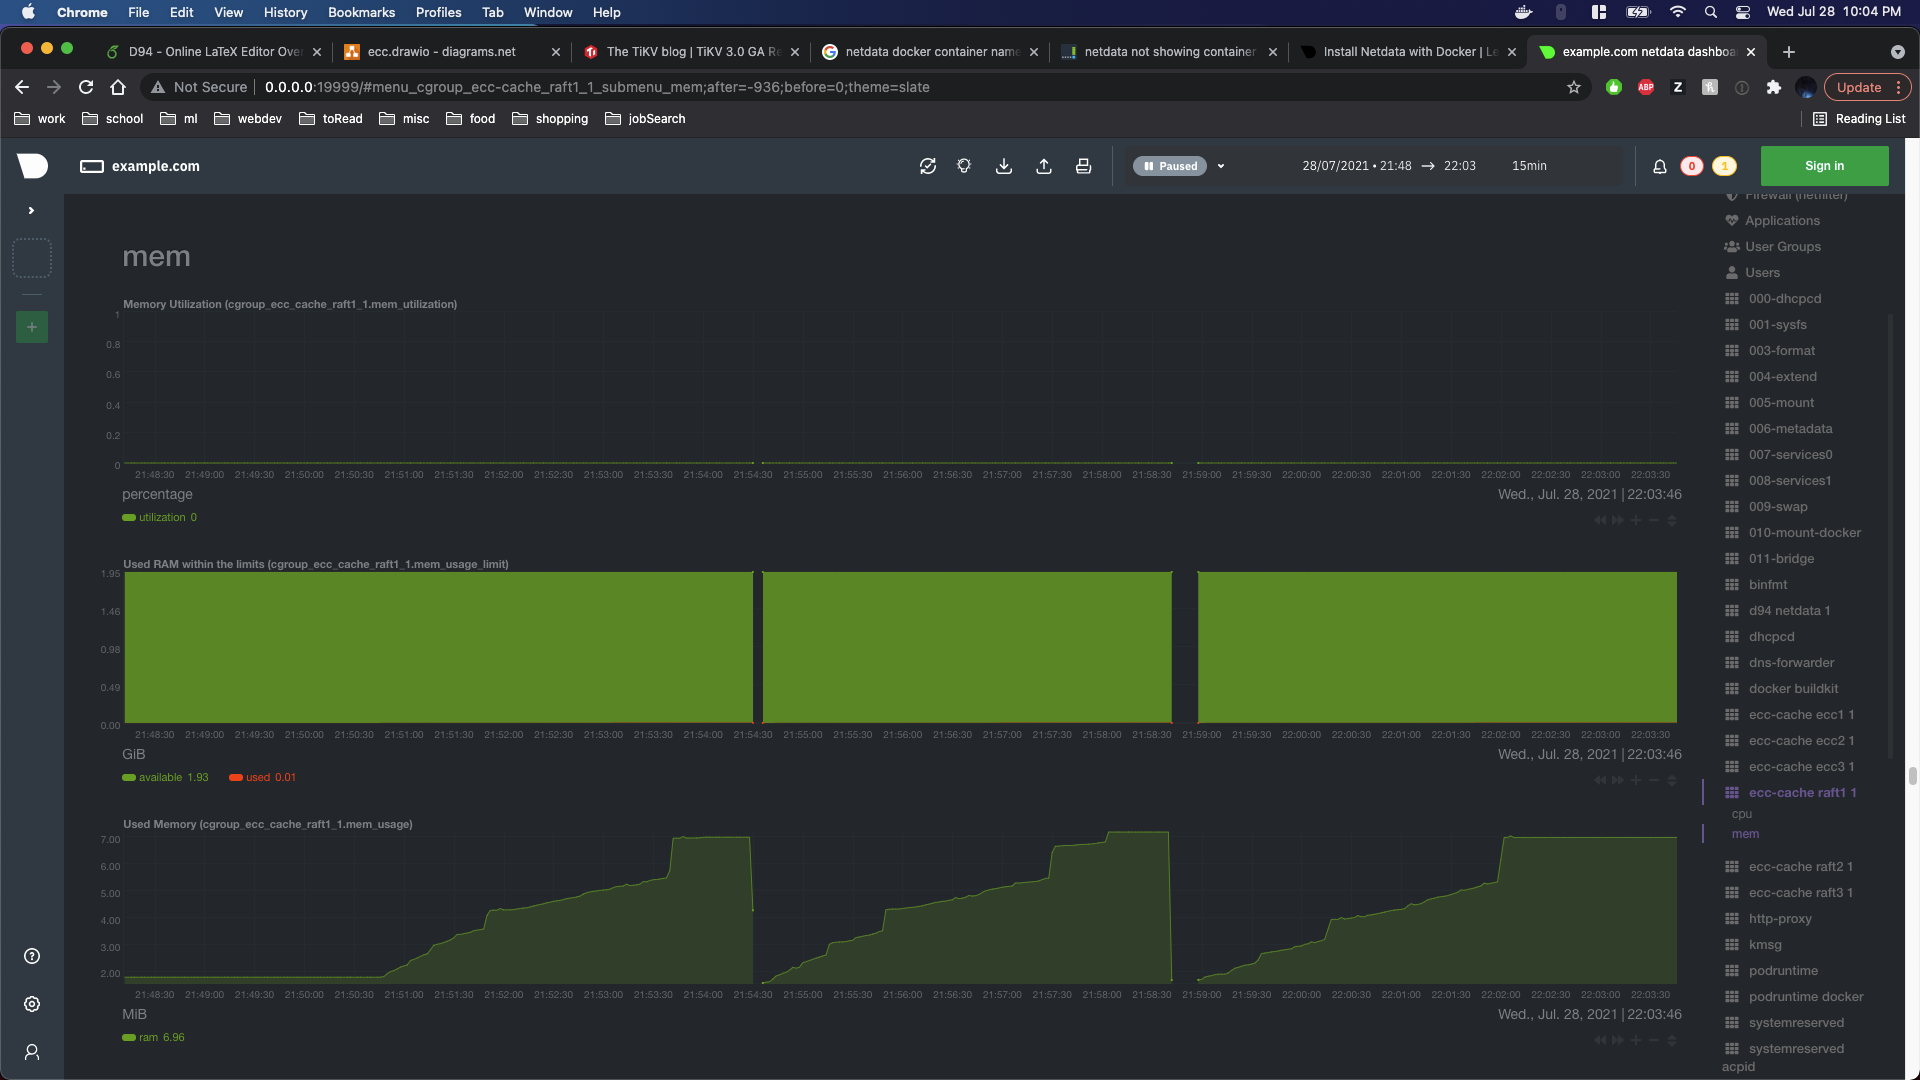 Chrome File Edit View History Bookmarks Profiles Tab Window Help Wed Jul 28 10:04 PM
D94 - Online LaTeX Editor Over
ecc.drawio - diagrams.net
The TiKV blog | TiKV 3.0 GA Re
netdata docker container name
netdata not showing container
Install Netdata with Docker | Le
example.com netdata dashboa
Not Secure 0.0.0.0:19999/#menu_cgroup_ecc-cache_raft1_1_submenu_mem;after=-936;before=0;theme=slate
ABP Z Update
work school ml webdev toRead misc food shopping jobSearch Reading List
example.com Paused 28/07/2021 • 21:48 → 22:03 15min 0 1 Sign in
mem
Memory Utilization (cgroup_ecc_cache_raft1_1.mem_utilization)
1
0.8
0.6
0.4
0.2
0
21:48:30 21:49:00 21:49:30 21:50:00 21:50:30 21:51:00 21:51:30 21:52:00 21:52:30 21:53:00 21:53:30 21:54:00 21:54:30 21:55:00 21:55:30 21:56:00 21:56:30 21:57:00 21:57:30 21:58:00 21:58:30 21:59:00 21:59:30 22:00:00 22:00:30 22:01:00 22:01:30 22:02:00 22:02:30 22:03:00 22:03:30
percentage Wed., Jul. 28, 2021 | 22:03:46
utilization 0
Used RAM within the limits (cgroup_ecc_cache_raft1_1.mem_usage_limit)
1.95
1.46
0.98
0.49
0.00
21:48:30 21:49:00 21:49:30 21:50:00 21:50:30 21:51:00 21:51:30 21:52:00 21:52:30 21:53:00 21:53:30 21:54:00 21:54:30 21:55:00 21:55:30 21:56:00 21:56:30 21:57:00 21:57:30 21:58:00 21:58:30 21:59:00 21:59:30 22:00:00 22:00:30 22:01:00 22:01:30 22:02:00 22:02:30 22:03:00 22:03:30
GiB Wed., Jul. 28, 2021 | 22:03:46
available 1.93 used 0.01
Used Memory (cgroup_ecc_cache_raft1_1.mem_usage)
7.00
6.00
5.00
4.00
3.00
2.00
21:48:30 21:49:00 21:49:30 21:50:00 21:50:30 21:51:00 21:51:30 21:52:00 21:52:30 21:53:00 21:53:30 21:54:00 21:54:30 21:55:00 21:55:30 21:56:00 21:56:30 21:57:00 21:57:30 21:58:00 21:58:30 21:59:00 21:59:30 22:00:00 22:00:30 22:01:00 22:01:30 22:02:00 22:02:30 22:03:00 22:03:30
MiB Wed., Jul. 28, 2021 | 22:03:46
ram 6.96
Firewall (netfilter)
Applications
User Groups
Users
000-dhcpcd
001-sysfs
003-format
004-extend
005-mount
006-metadata
007-services0
008-services1
009-swap
010-mount-docker
011-bridge
binfmt
d94 netdata 1
dhcpcd
dns-forwarder
docker buildkit
ecc-cache ecc1 1
ecc-cache ecc2 1
ecc-cache ecc3 1
ecc-cache raft1 1
cpu
mem
ecc-cache raft2 1
ecc-cache raft3 1
http-proxy
kmsg
podruntime
podruntime docker
systemreserved
systemreserved
acpid